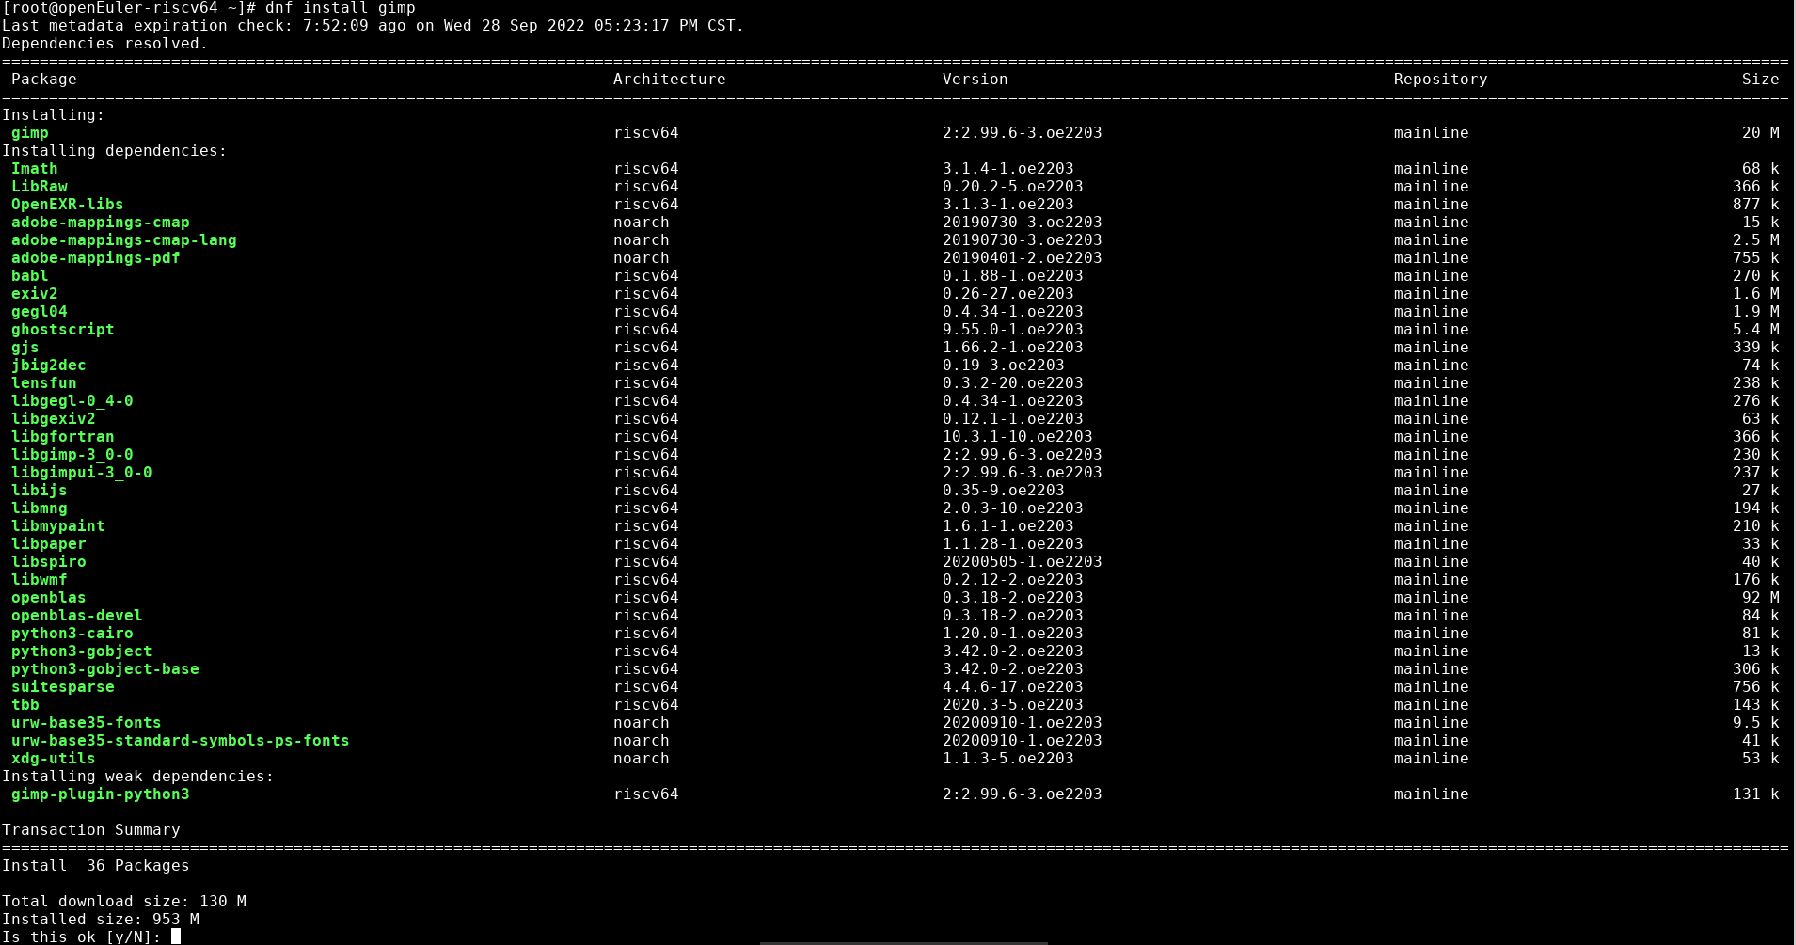 [root@openEuler-riscv64 ~]# dnf install gimp
Last metadata expiration check: 7:52:09 ago on Wed 28 Sep 2022 05:23:17 PM CST.
Dependencies resolved.
Package Architecture Version Repository Size
Installing:
gimp riscv64 2:2.99.6-3.oe2203 mainline 20 M
Installing dependencies:
Imath riscv64 3.1.4-1.oe2203 mainline 68 k
LibRaw riscv64 0.20.2-5.oe2203 mainline 366 k
OpenEXR-libs riscv64 3.1.3-1.oe2203 mainline 877 k
adobe-mappings-cmap noarch 20190730-3.oe2203 mainline 15 k
adobe-mappings-cmap-lang noarch 20190730-3.oe2203 mainline 2.5 M
adobe-mappings-pdf noarch 20190401-2.oe2203 mainline 755 k
babl riscv64 0.1.88-1.oe2203 mainline 270 k
exiv2 riscv64 0.26-27.oe2203 mainline 1.6 M
gegl04 riscv64 0.4.34-1.oe2203 mainline 1.9 M
ghostscript riscv64 9.55.0-1.oe2203 mainline 5.4 M
gjs riscv64 1.66.2-1.oe2203 mainline 339 k
jbig2dec riscv64 0.19-3.oe2203 mainline 74 k
lensfun riscv64 0.3.2-20.oe2203 mainline 238 k
libgegl-0_4-0 riscv64 0.4.34-1.oe2203 mainline 276 k
libgexiv2 riscv64 0.12.1-1.oe2203 mainline 63 k
libgfortran riscv64 10.3.1-10.oe2203 mainline 366 k
libgimp-3_0-0 riscv64 2:2.99.6-3.oe2203 mainline 230 k
libgimpui-3_0-0 riscv64 2:2.99.6-3.oe2203 mainline 237 k
libijs riscv64 0.35-9.oe2203 mainline 27 k
libmng riscv64 2.0.3-10.oe2203 mainline 194 k
libmypaint riscv64 1.6.1-1.oe2203 mainline 210 k
libpaper riscv64 1.1.28-1.oe2203 mainline 33 k
libspiro riscv64 20200505-1.oe2203 mainline 40 k
libwmf riscv64 0.2.12-2.oe2203 mainline 176 k
openblas riscv64 0.3.18-2.oe2203 mainline 92 M
openblas-devel riscv64 0.3.18-2.oe2203 mainline 84 k
python3-cairo riscv64 1.20.0-1.oe2203 mainline 81 k
python3-gobject riscv64 3.42.0-2.oe2203 mainline 13 k
python3-gobject-base riscv64 3.42.0-2.oe2203 mainline 306 k
suitesparse riscv64 4.4.6-17.oe2203 mainline 756 k
tbb riscv64 2020.3-5.oe2203 mainline 143 k
urw-base35-fonts noarch 20200910-1.oe2203 mainline 9.5 k
urw-base35-standard-symbols-ps-fonts noarch 20200910-1.oe2203 mainline 41 k
xdg-utils noarch 1.1.3-5.oe2203 mainline 53 k
Installing weak dependencies:
gimp-plugin-python3 riscv64 2:2.99.6-3.oe2203 mainline 131 k
Transaction Summary
Install 36 Packages
Total download size: 130 M
Installed size: 953 M
Is this ok [y/N]: